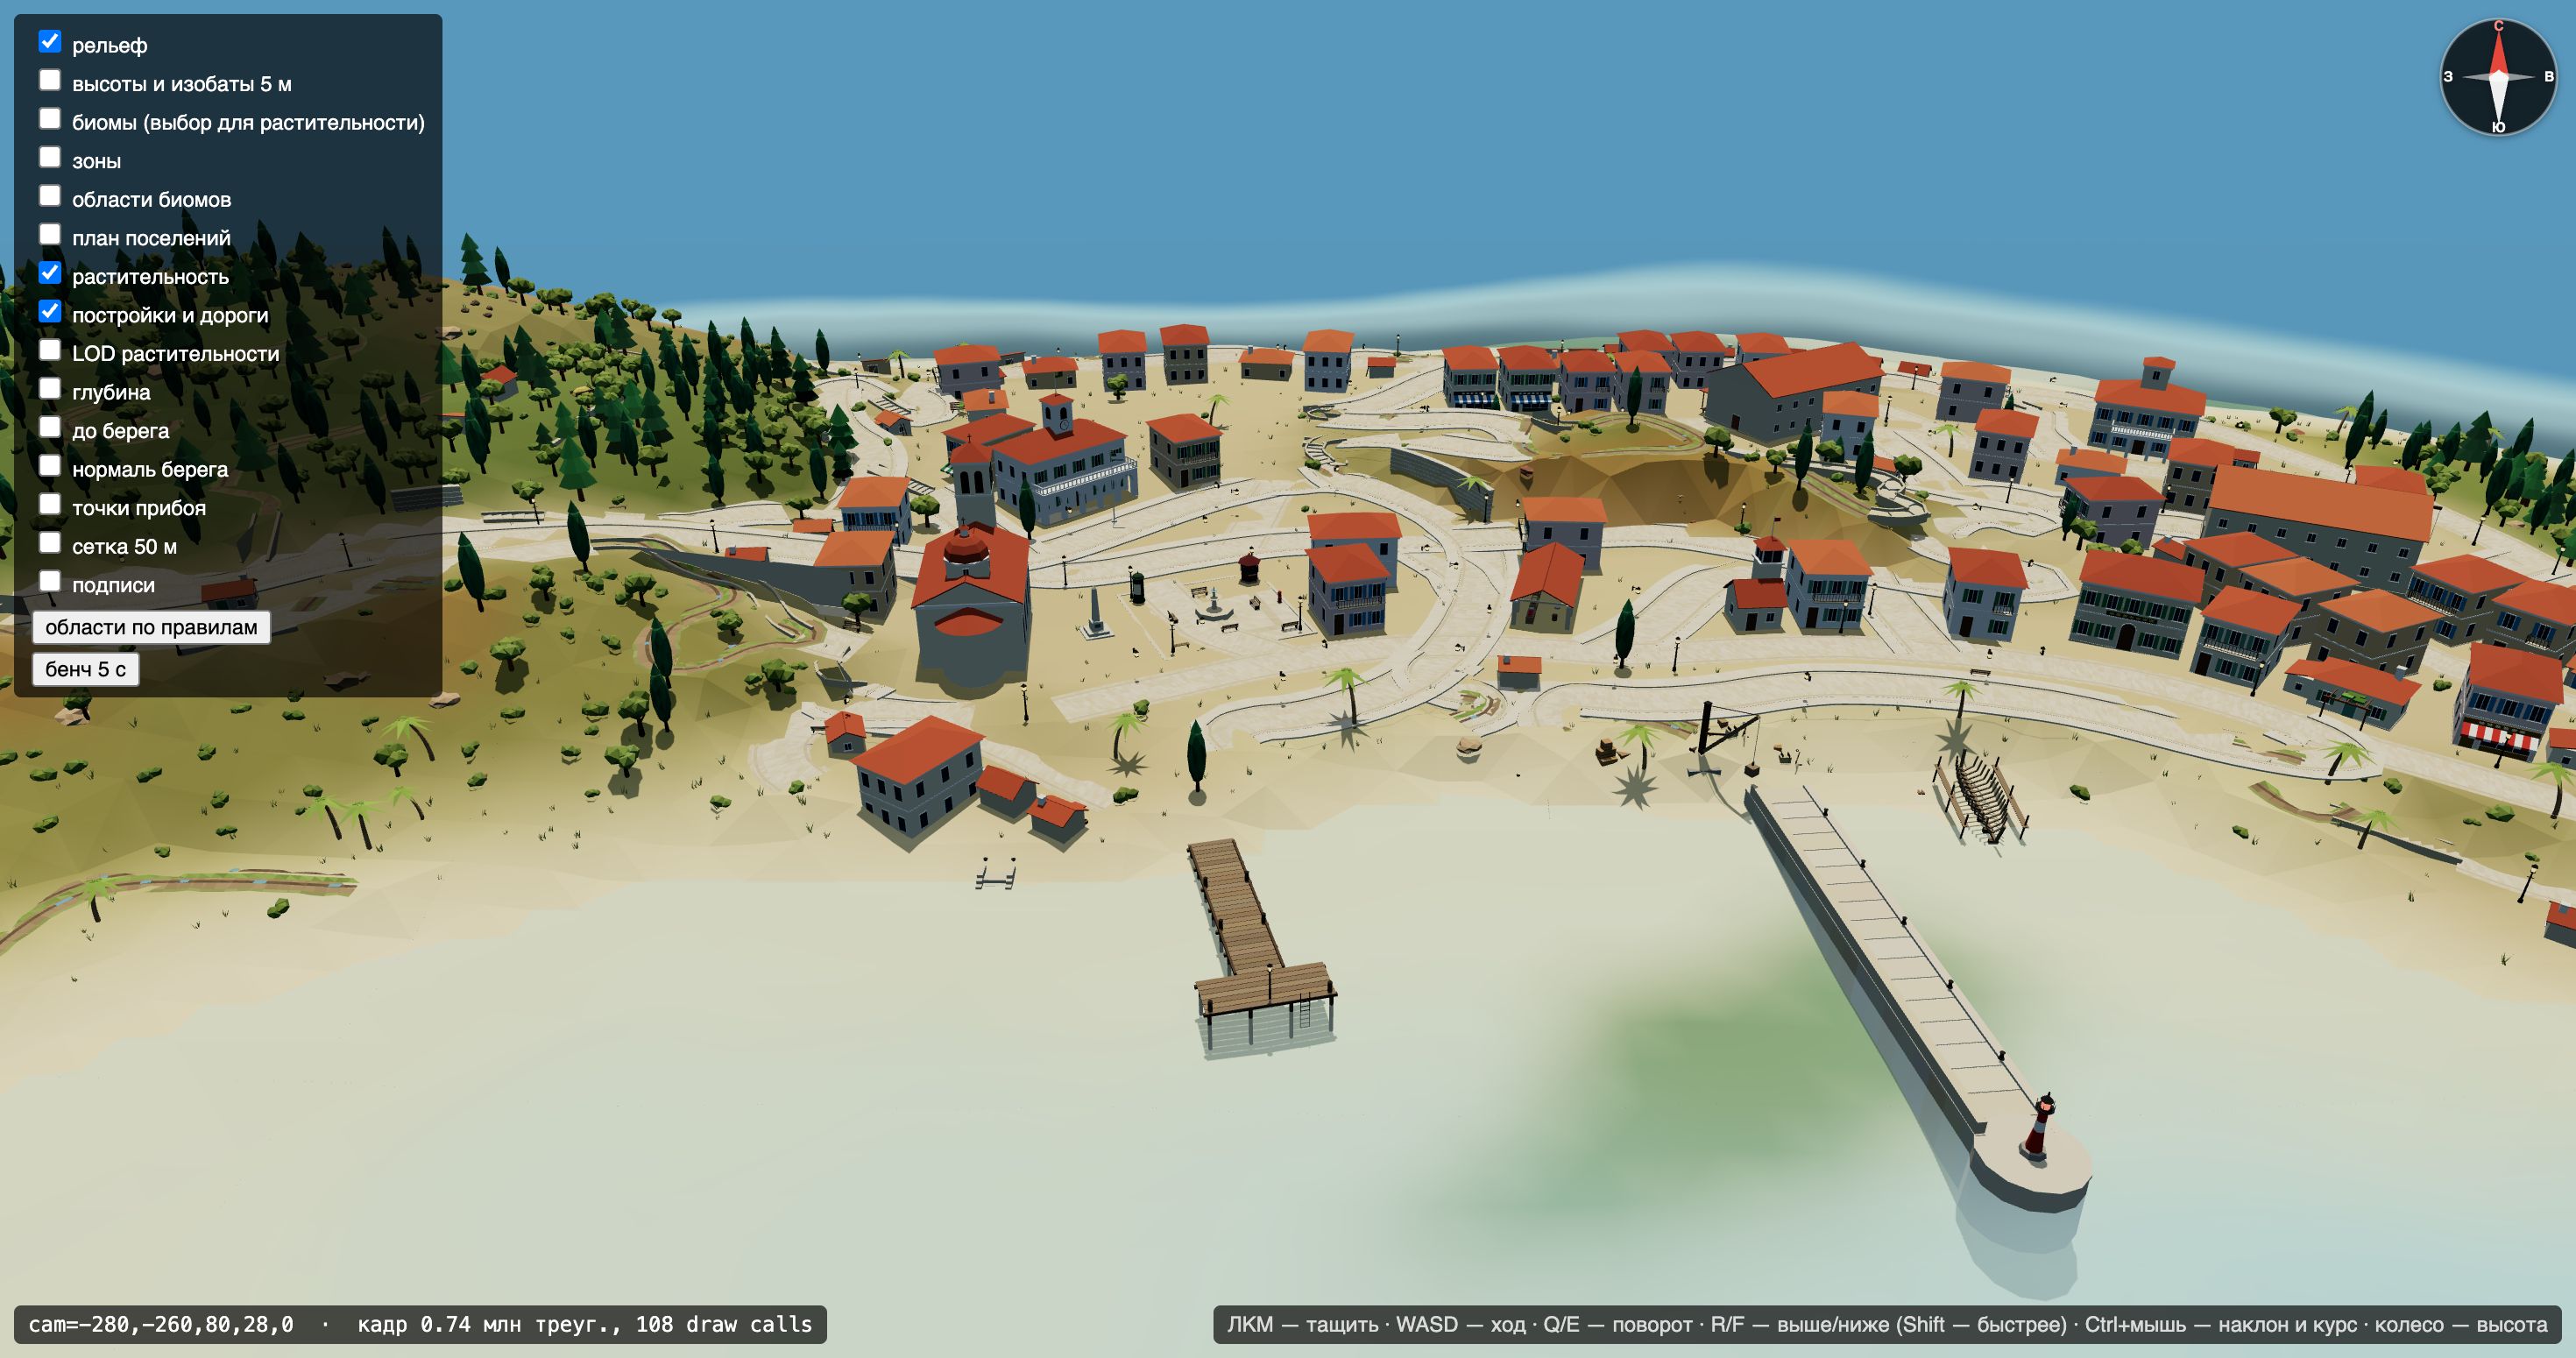 рельеф
высоты и изобаты 5 м
биомы (выбор для растительности)
зоны
области биомов
план поселений
растительность
постройки и дороги
LOD растительности
глубина
до берега
нормаль берега
точки прибоя
сетка 50 м
подписи
области по правилам
бенч 5 с
С
З В
Ю
cam=−280,−260,80,28,0 · кадр 0.74 млн треуг., 108 draw calls
ЛКМ — тащить · WASD — ход · Q/E — поворот · R/F — выше/ниже (Shift — быстрее) · Ctrl+мышь — наклон и курс · колесо — высота